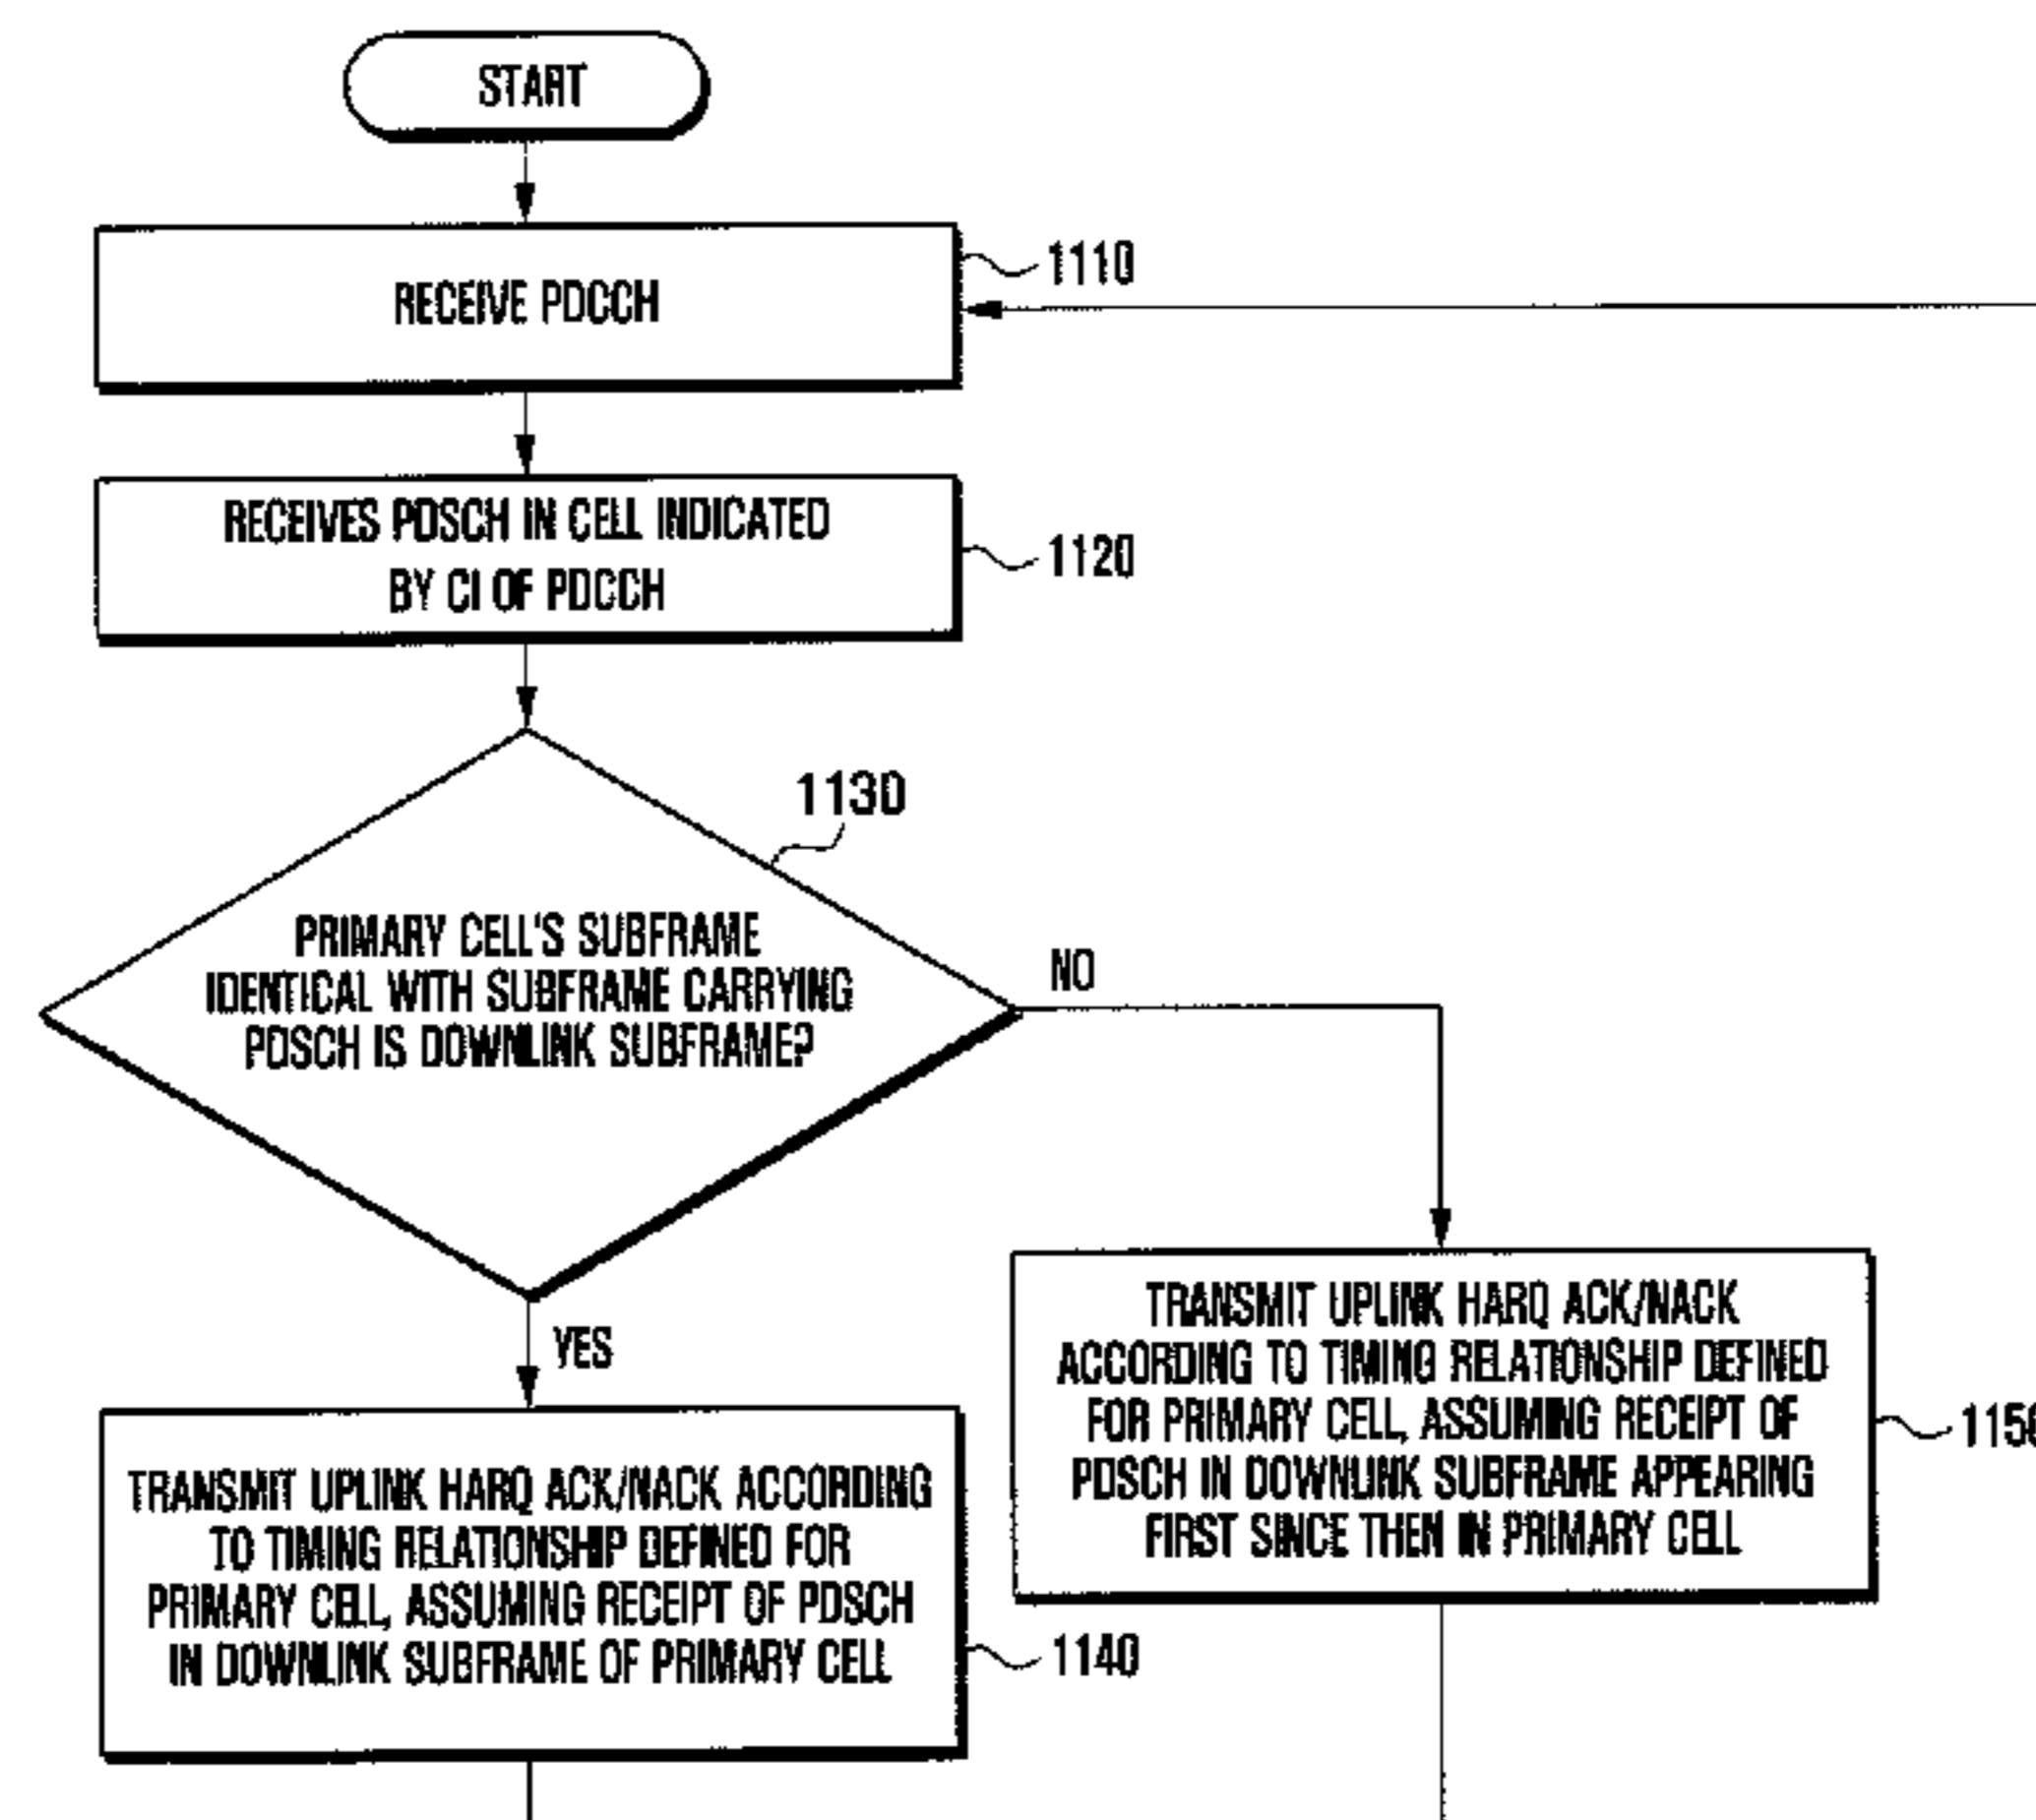 START
RECEIVE PDCCH
1110
RECEIVES PDSCH IN CELL INDICATED
BY CI OF PDCCH
1120
1130
PRIMARY CELL'S SUBFRAME
IDENTICAL WITH SUBFRAME CARRYING
PDSCH IS DOWNLINK SUBFRAME?
NO
YES
TRANSMIT UPLINK HARQ ACK/NACK
ACCORDING TO TIMING RELATIONSHIP DEFINED
FOR PRIMARY CELL, ASSUMING RECEIPT OF
PDSCH IN DOWNLINK SUBFRAME APPEARING
FIRST SINCE THEN IN PRIMARY CELL
1150
TRANSMIT UPLINK HARQ ACK/NACK ACCORDING
TO TIMING RELATIONSHIP DEFINED FOR
PRIMARY CELL, ASSUMING RECEIPT OF PDSCH
IN DOWNLINK SUBFRAME OF PRIMARY CELL
1140